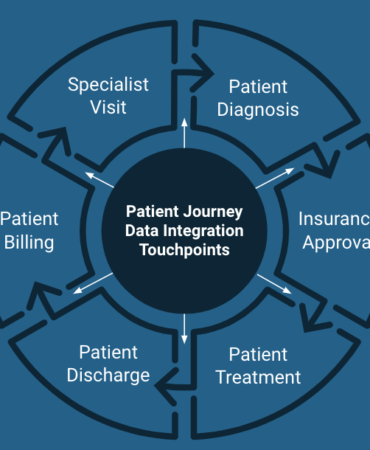 Specialist
Visit
Patient
Diagnosis
Patient Journey
Data Integration
Touchpoints
Patient
Billing
Insuranc
Approva
Patient
Discharge
Patient
Treatment